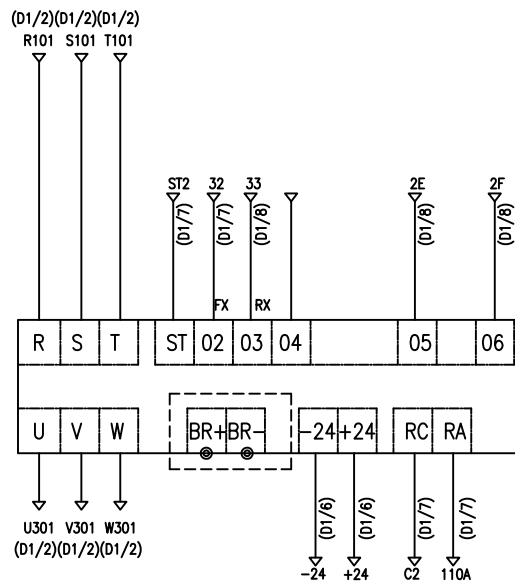 (D1/2)(D1/2)(D1/2)
R101 S101 T101
ST2 32 33 2E 2F
(D1/7) (D1/7) (D1/8) (D1/8) (D1/8)
FX RX
R S T ST 02 03 04 05 06
U V W BR+ BR- -24 +24 RC RA
(D1/6) (D1/6) (D1/7) (D1/7)
U301 V301 W301
(D1/2)(D1/2)(D1/2)
-24 +24 C2 110A